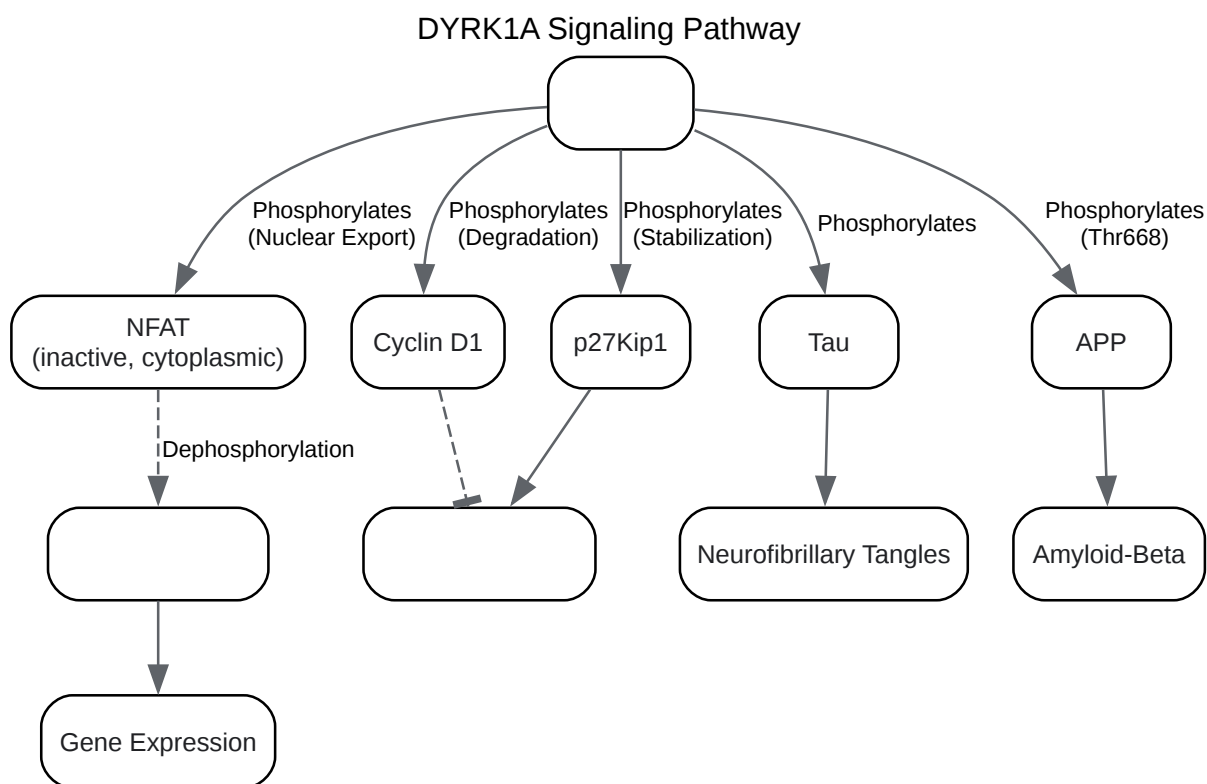 DYRK1A Signaling Pathway
Phosphorylates
(Nuclear Export)
Phosphorylates
(Degradation)
Phosphorylates
(Stabilization)
Phosphorylates
Phosphorylates
(Thr668)
NFAT
(inactive, cytoplasmic)
Cyclin D1
p27Kip1
Tau
APP
Dephosphorylation
Neurofibrillary Tangles
Amyloid-Beta
Gene Expression